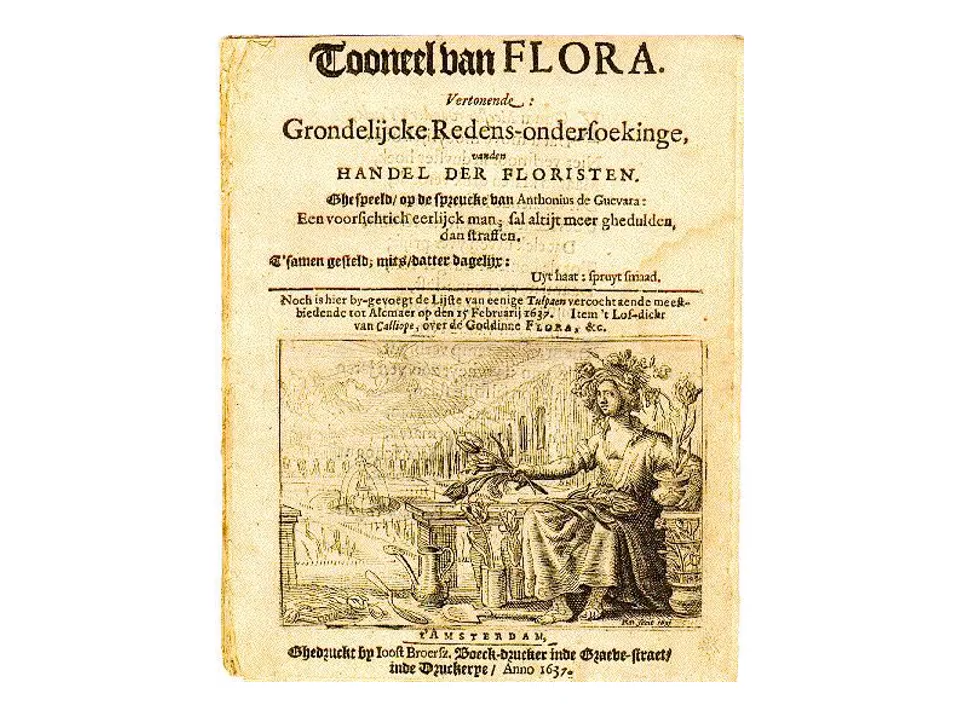 Tooneel van FLORA.
Vertonende:
Grondelijcke Redens-onderſoekinge,
vanden
HANDEL DER FLORISTEN.
Gheſpeeld/ op de ſpreucke van Anthonius de Guevara:
Een voorſichtich eerlijck man, ſal altijt meer ghedulden,
dan ſtraffen.
T'ſamen geſteld; mits/datter dagelijx:
Uyt haat: ſpruyt ſmaad.
Noch is hier by-gevoegt de Lijſte van eenige Tulpaen vercocht aende meeſt-
biedende tot Alcmaer op den 15 Februarij 1637. Item 't Lof-dicht
van Calliope, over de Goddinne FLORA, &c.
t'AMSTERDAM,
Ghedruckt by Iooſt Broerſz. Boeck-drucker inde Graeve-ſtraet/
inde Druckerye / Anno 1637.